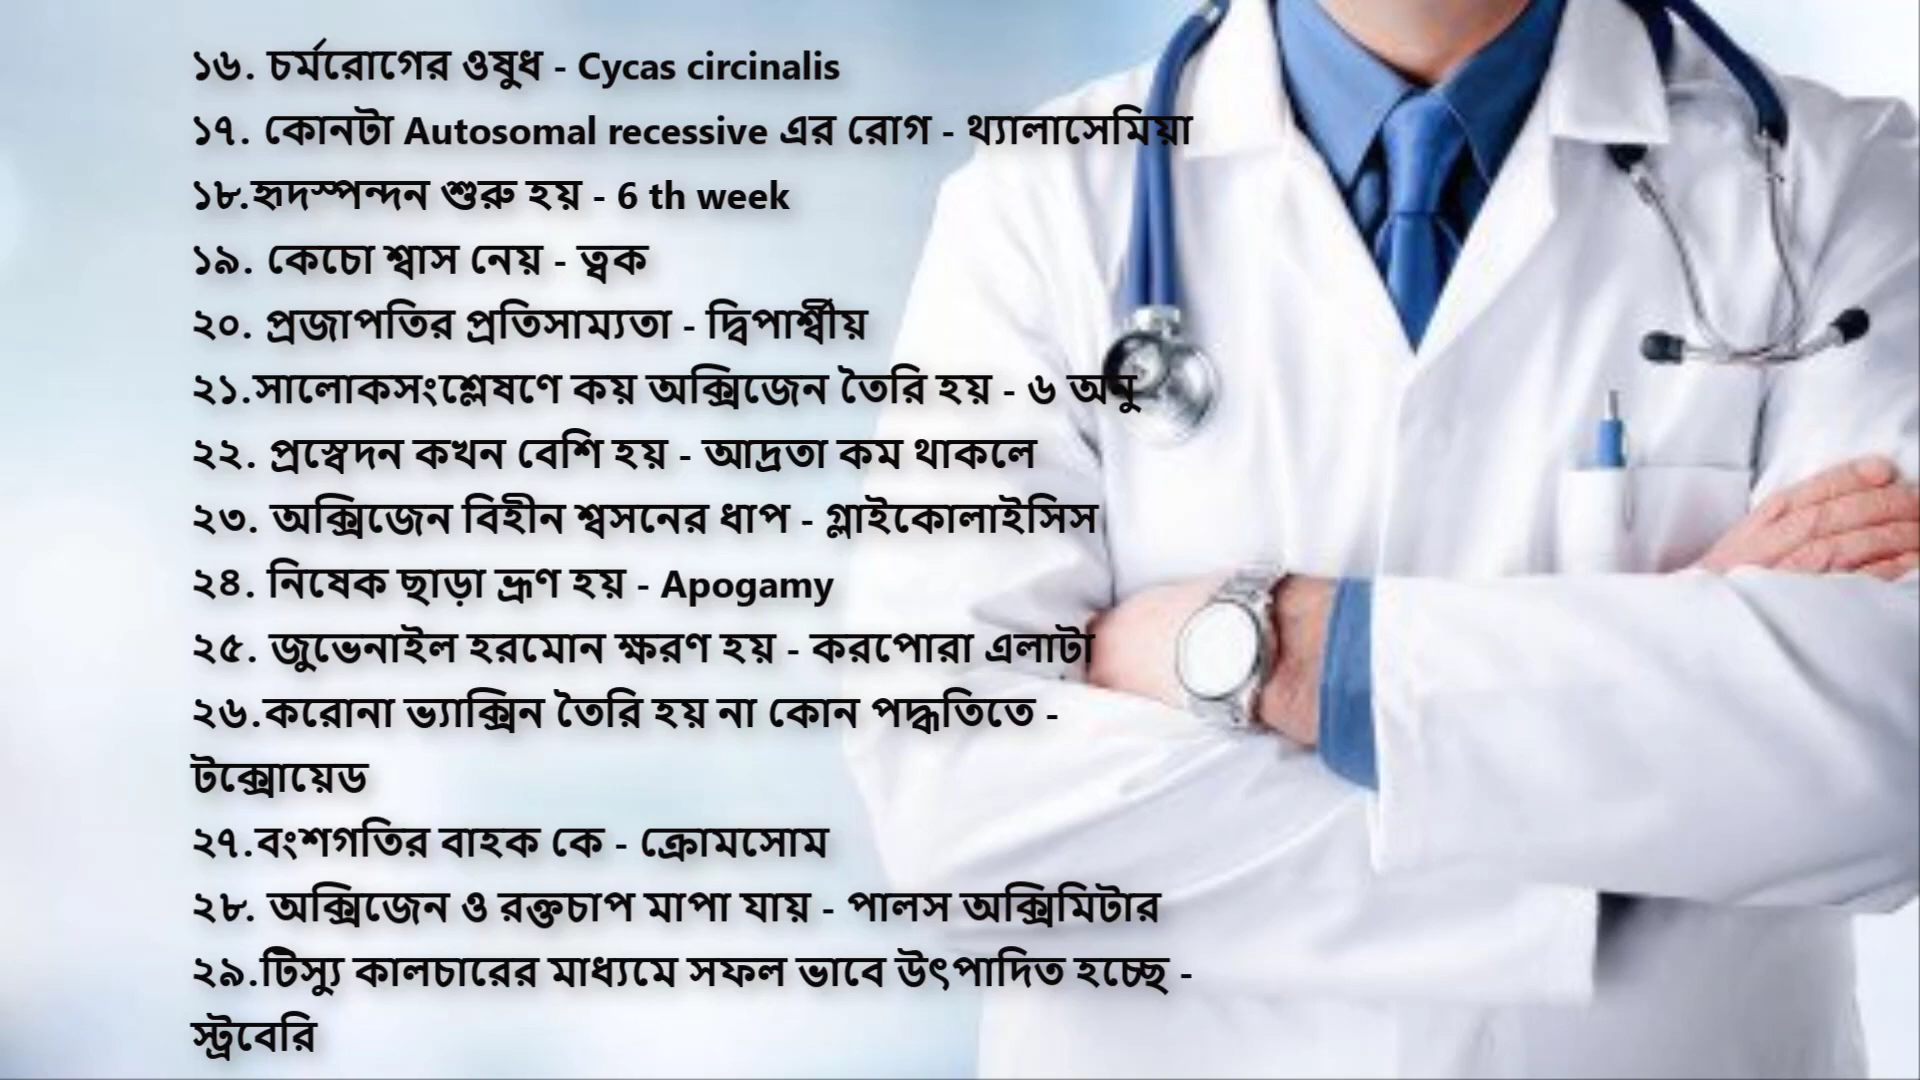 ১৬. চর্মরোগের ওষুধ - Cycas circinalis
১৭. কোনটা Autosomal recessive এর রোগ - থ্যালাসেমিয়া
১৮.হৃদস্পন্দন শুরু হয় - 6 th week
১৯. কেচো শ্বাস নেয় - ত্বক
২০. প্রজাপতির প্রতিসাম্যতা - দ্বিপার্শ্বীয়
২১.সালোকসংশ্লেষণে কয় অক্সিজেন তৈরি হয় - ৬ অনু
২২. প্রস্বেদন কখন বেশি হয় - আদ্রতা কম থাকলে
২৩. অক্সিজেন বিহীন শ্বসনের ধাপ - গ্লাইকোলাইসিস
২৪. নিষেক ছাড়া ভ্রূণ হয় - Apogamy
২৫. জুভেনাইল হরমোন ক্ষরণ হয় - করপোরা এলাটা
২৬.করোনা ভ্যাক্সিন তৈরি হয় না কোন পদ্ধতিতে -
টক্সোয়েড
২৭.বংশগতির বাহক কে - ক্রোমসোম
২৮. অক্সিজেন ও রক্তচাপ মাপা যায় - পালস অক্সিমিটার
২৯.টিস্যু কালচারের মাধ্যমে সফল ভাবে উৎপাদিত হচ্ছে -
স্ট্রবেরি